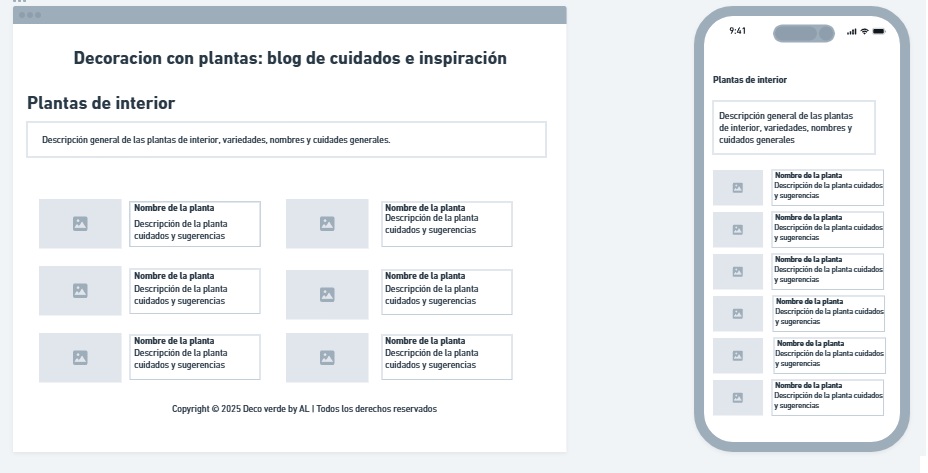 Decoracion con plantas: blog de cuidados e inspiración
Plantas de interior
Descripción general de las plantas de interior, variedades, nombres y cuidades generales.
Nombre de la planta
Descripción de la planta
cuidados y sugerencias
Nombre de la planta
Descripción de la planta
cuidados y sugerencias
Nombre de la planta
Descripción de la planta
cuidados y sugerencias
Nombre de la planta
Descripción de la planta
cuidados y sugerencias
Nombre de la planta
Descripción de la planta
cuidados y sugerencias
Nombre de la planta
Descripción de la planta
cuidados y sugerencias
Copyright © 2025 Deco verde by AL | Todos los derechos reservados
9:41
Plantas de interior
Descripción general de las plantas
de interior, variedades, nombres y
cuidados generales
Nombre de la planta
Descripción de la planta cuidados
y sugerencias
Nombre de la planta
Descripción de la planta cuidados
y sugerencias
Nombre de la planta
Descripción de la planta cuidados
y sugerencias
Nombre de la planta
Descripción de la planta cuidados
y sugerencias
Nombre de la planta
Descripción de la planta cuidados
y sugerencias
Nombre de la planta
Descripción de la planta cuidados
y sugerencias